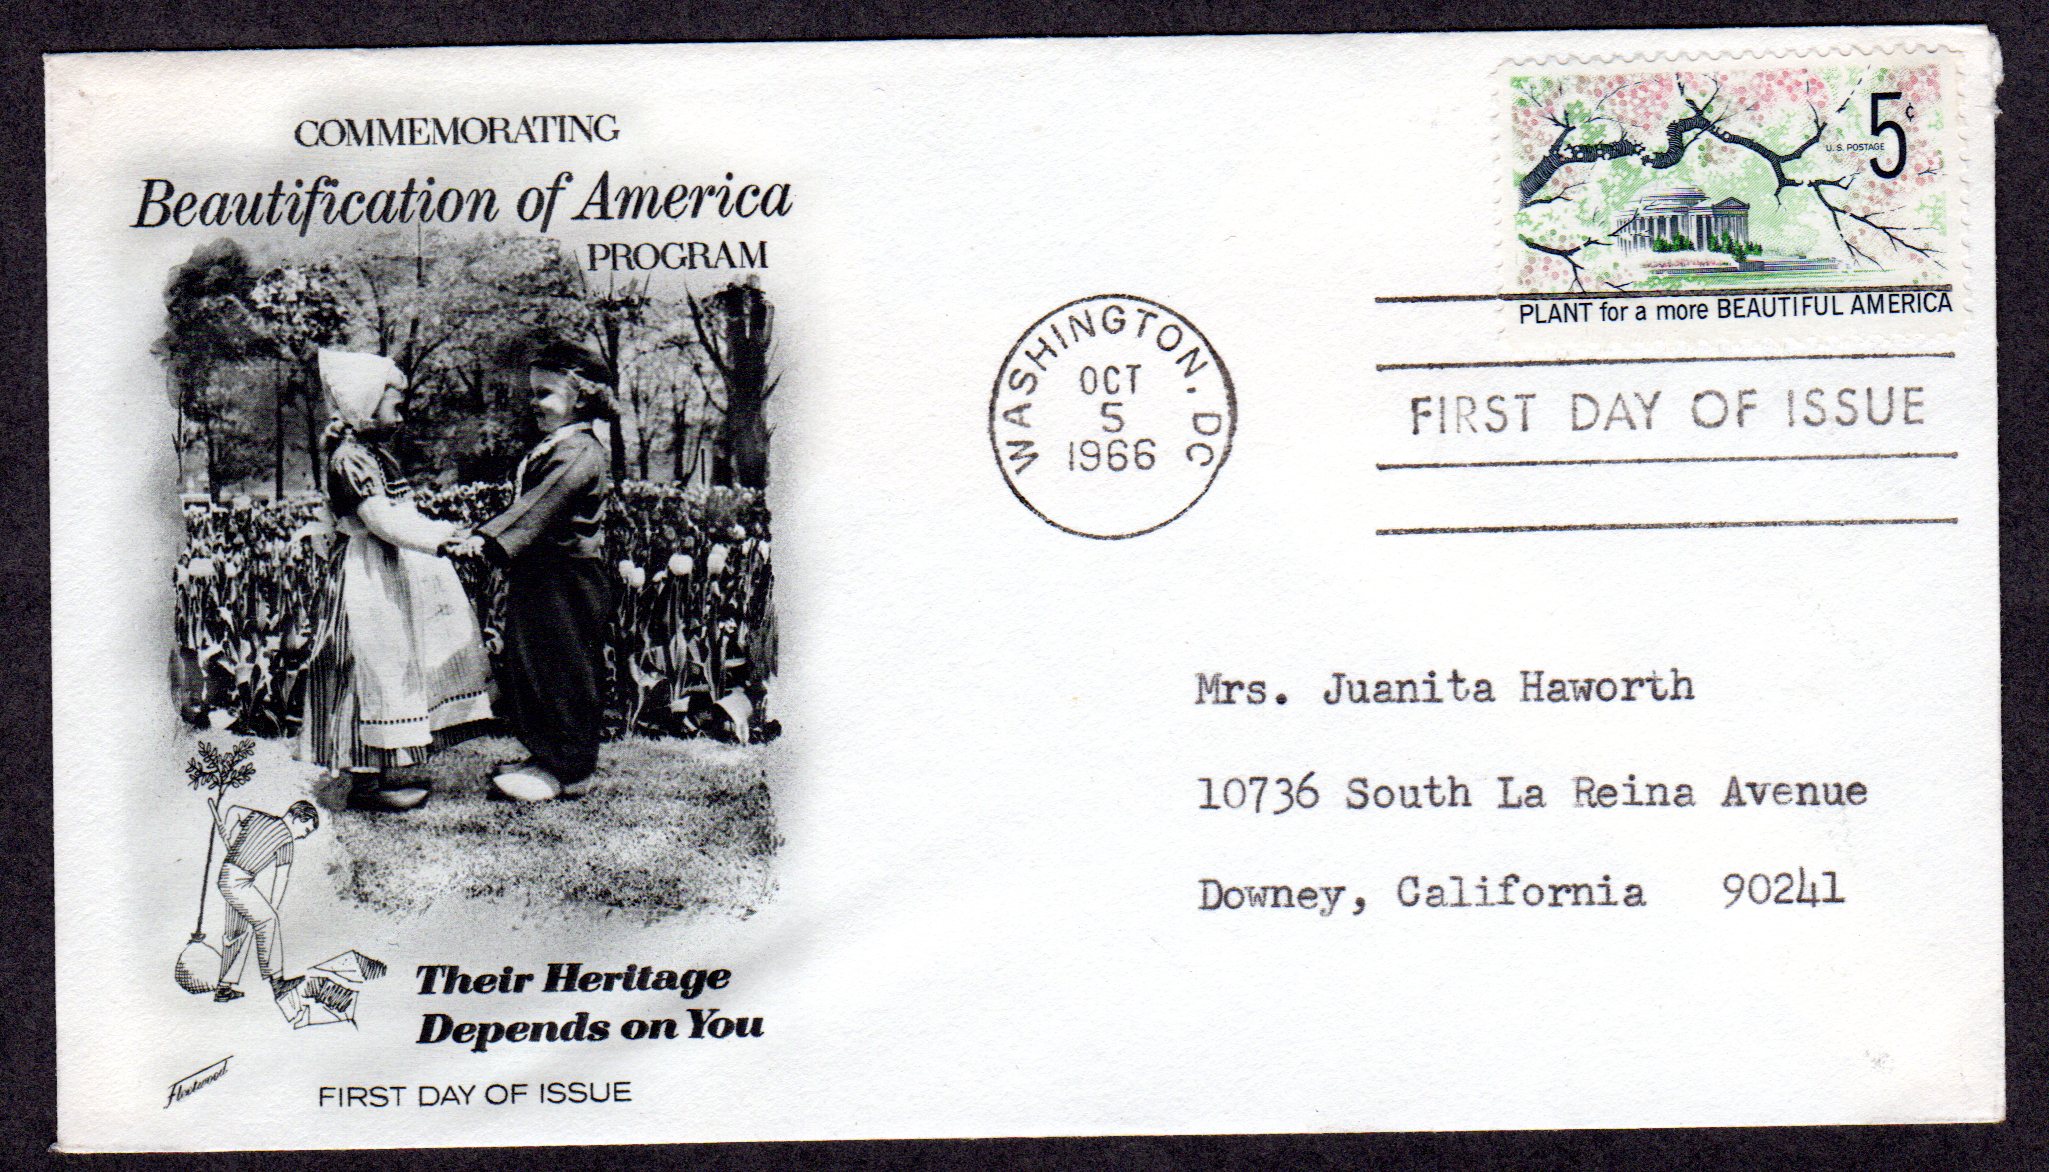 COMMEMORATING
Beautification of America
PROGRAM
5¢
U.S. POSTAGE
PLANT for a more BEAUTIFUL AMERICA
WASHINGTON, DC
OCT
5
1966
FIRST DAY OF ISSUE
Mrs. Juanita Haworth
10736 South La Reina Avenue
Downey, California 90241
Their Heritage
Depends on You
Fleetwood
FIRST DAY OF ISSUE